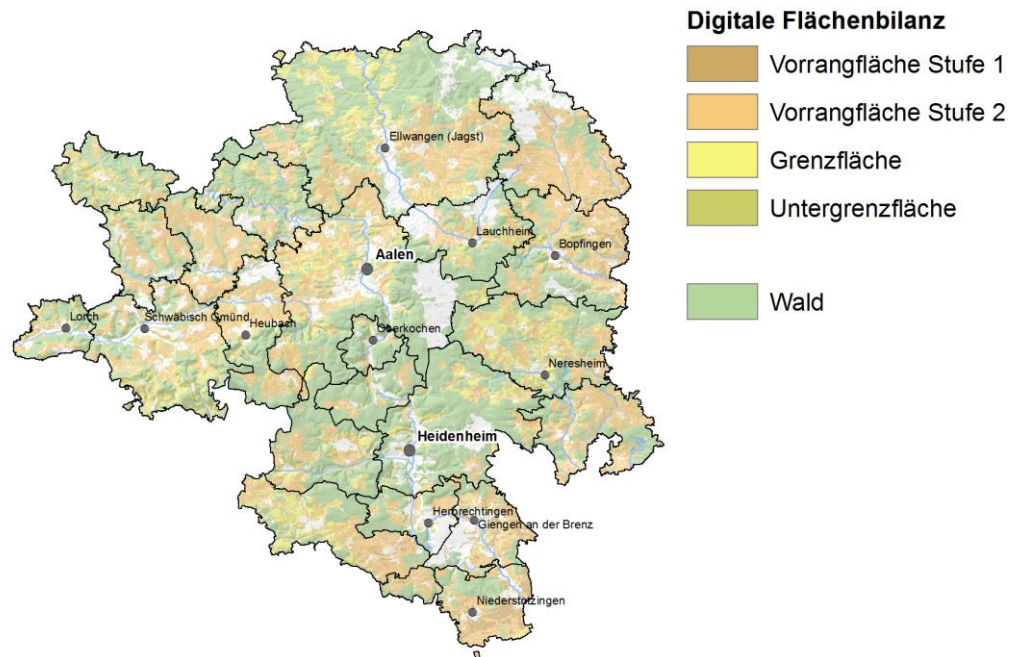 Digitale Flächenbilanz
Vorrangfläche Stufe 1
Vorrangfläche Stufe 2
Grenzfläche
Untergrenzfläche
Wald
Ellwangen (Jagst)
Lauchheim
Bopfingen
Aalen
Lorch
Schwäbisch Gmünd
Heubach
Oberkochen
Neresheim
Heidenheim
Herbrechtingen
Giengen an der Brenz
Niederstotzingen